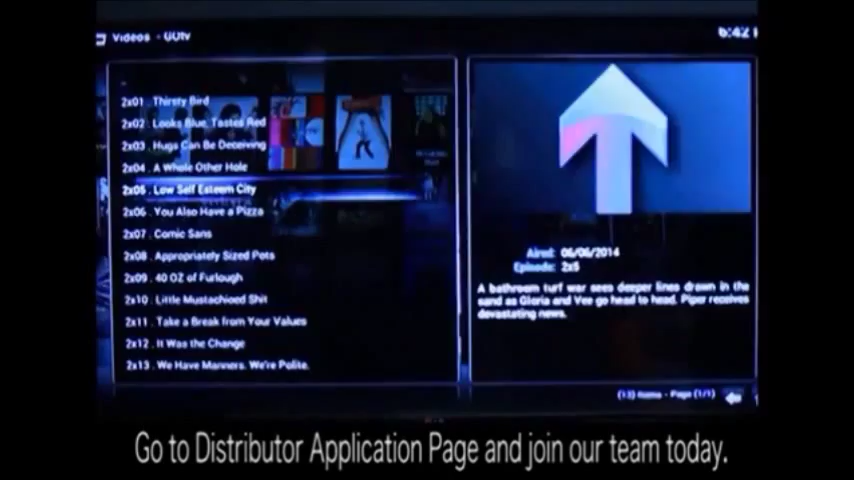 Videos - GOtv
6:42
2x01 . Thirsty Bird
2x02 . Looks Blue, Tastes Red
2x03 . Hugs Can Be Deceiving
2x04 . A Whole Other Hole
2x05 . Low Self Esteem City
2x06 . You Also Have a Pizza
2x07 . Comic Sans
2x08 . Appropriately Sized Pots
2x09 . 40 OZ of Furlough
2x10 . Little Mustachioed Shit
2x11 . Take a Break from Your Values
2x12 . It Was the Change
2x13 . We Have Manners. We're Polite.
Aired: 06/06/2014
Episode: 2x5
A bathroom turf war sees deeper lines drawn in the
sand as Gloria and Vee go head to head. Piper receives
devastating news.
(13) Items - Page (1/1)
Go to Distributor Application Page and join our team today.